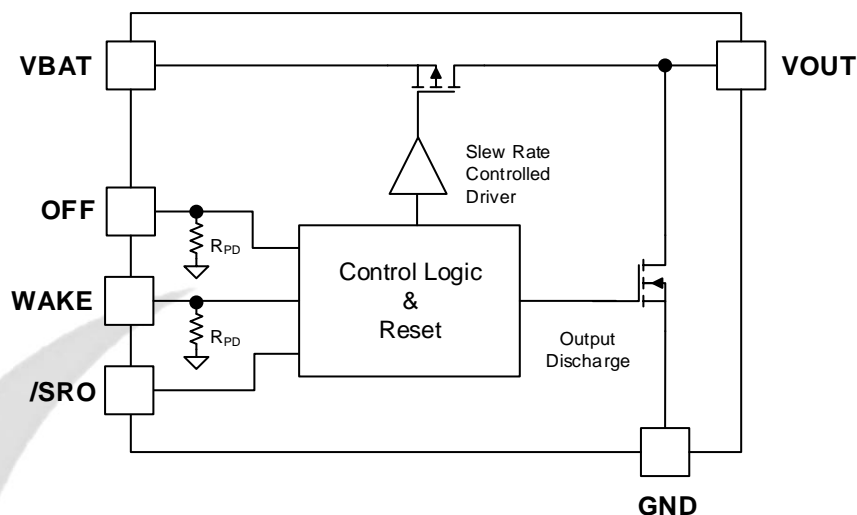 VBAT
VOUT
Slew Rate
Controlled
Driver
OFF
RPD
Control Logic
&
Reset
WAKE
RPD
Output
Discharge
/SRO
GND